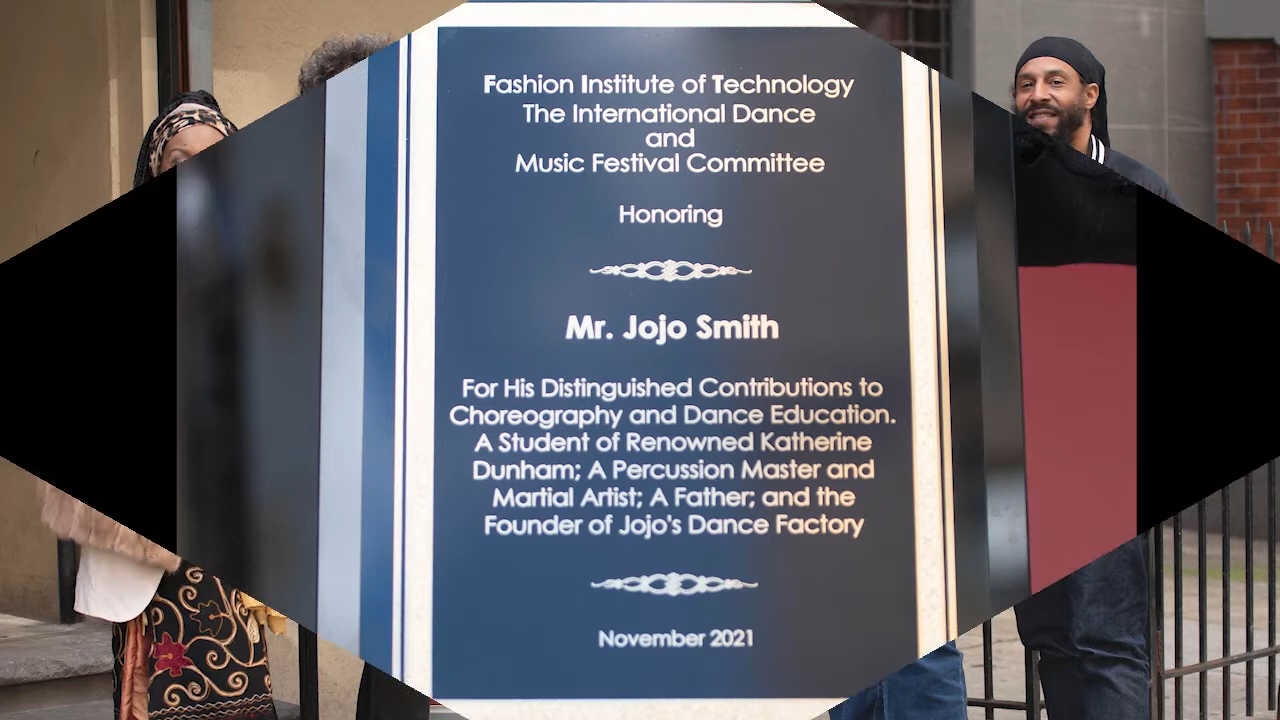 Fashion Institute of Technology
The International Dance
and
Music Festival Committee
Honoring
Mr. Jojo Smith
For His Distinguished Contributions to
Choreography and Dance Education.
A Student of Renowned Katherine
Dunham; A Percussion Master and
Martial Artist; A Father; and the
Founder of Jojo's Dance Factory
November 2021